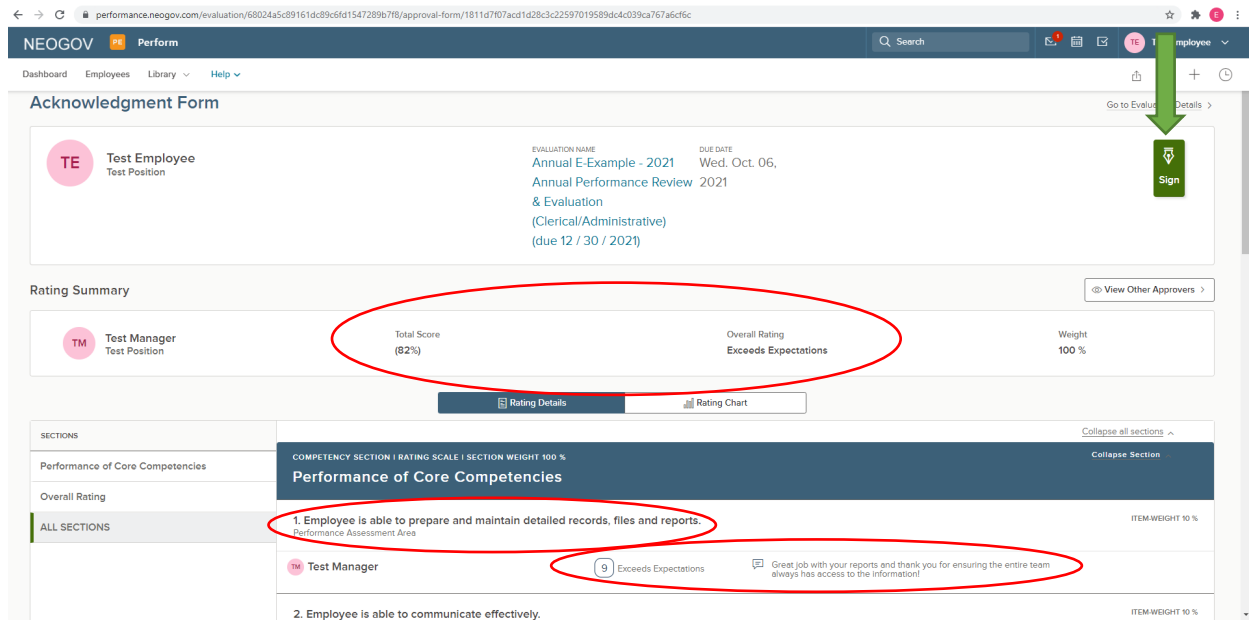 performance.neogov.com/evaluation/68024a5c89161dc89c6fd1547289b7f8/approval-form/1811d7f07acd1d28c3c22597019589dc4c039ca767a6cf6c
E
NEOGOV PE Perform
Search
1
TE
mployee
Dashboard Employees Library Help
Acknowledgment Form
Go to Details
TE
Test Employee
Test Position
EVALUATION NAME
Annual E-Example - 2021
Annual Performance Review
& Evaluation
(Clerical/Administrative)
(due 12 / 30 / 2021)
DUE DATE
Wed. Oct. 06,
2021
Sign
Rating Summary
View Other Approvers
TM
Test Manager
Test Position
Total Score
(82%)
Overall Rating
Exceeds Expectations
Weight
100 %
Rating Details
Rating Chart
SECTIONS
Performance of Core Competencies
Overall Rating
ALL SECTIONS
Collapse all sections
COMPETENCY SECTION | RATING SCALE | SECTION WEIGHT 100 %
Collapse Section
Performance of Core Competencies
1. Employee is able to prepare and maintain detailed records, files and reports.
ITEM-WEIGHT 10 %
Performance Assessment Area
TM Test Manager
9 Exceeds Expectations
Great job with your reports and thank you for ensuring the entire team
always has access to the information!
2. Employee is able to communicate effectively.
ITEM-WEIGHT 10 %